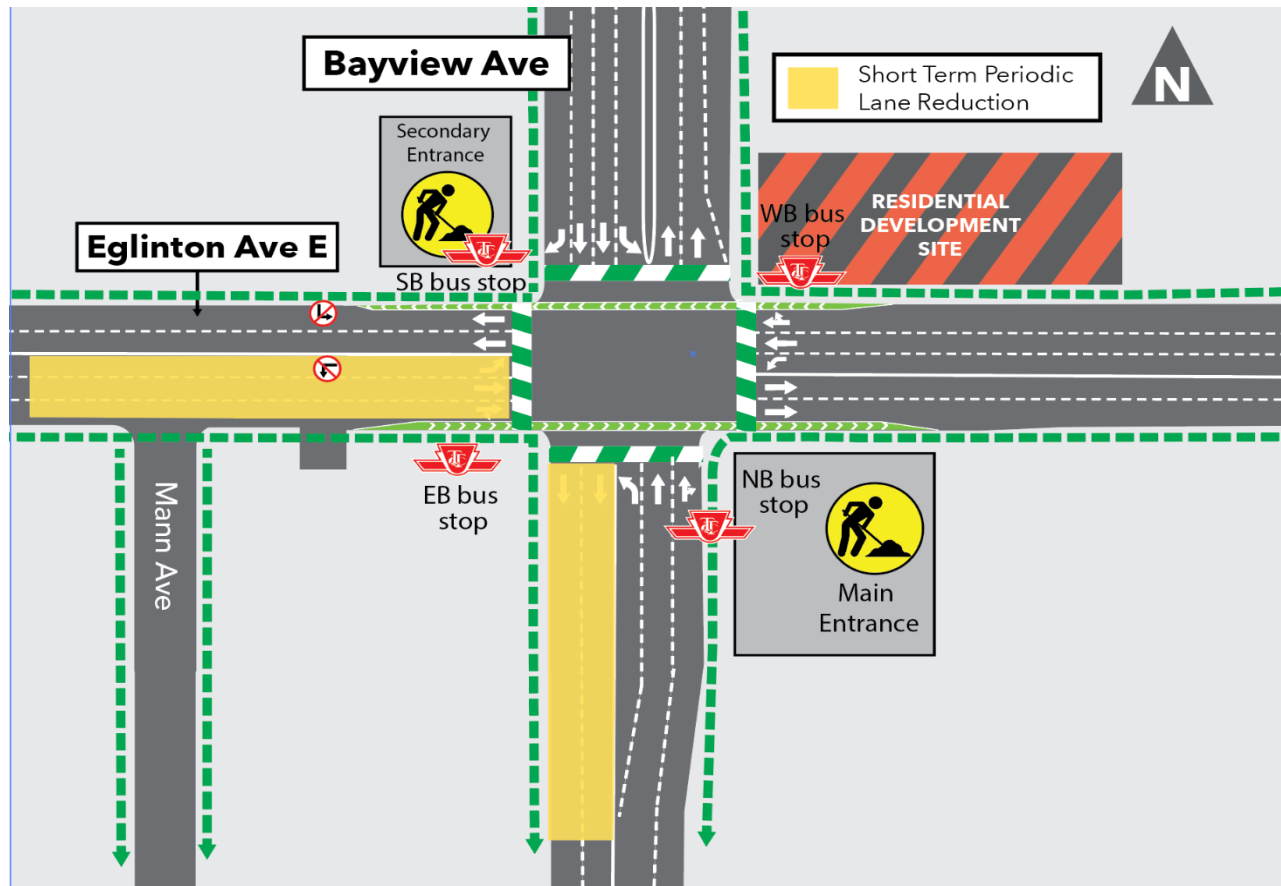 Bayview Ave
Short Term Periodic
Lane Reduction
N
Secondary
Entrance
RESIDENTIAL
DEVELOPMENT
SITE
WB bus
stop
Eglinton Ave E
SB bus stop
EB bus
stop
NB bus
stop
Mann Ave
Main
Entrance